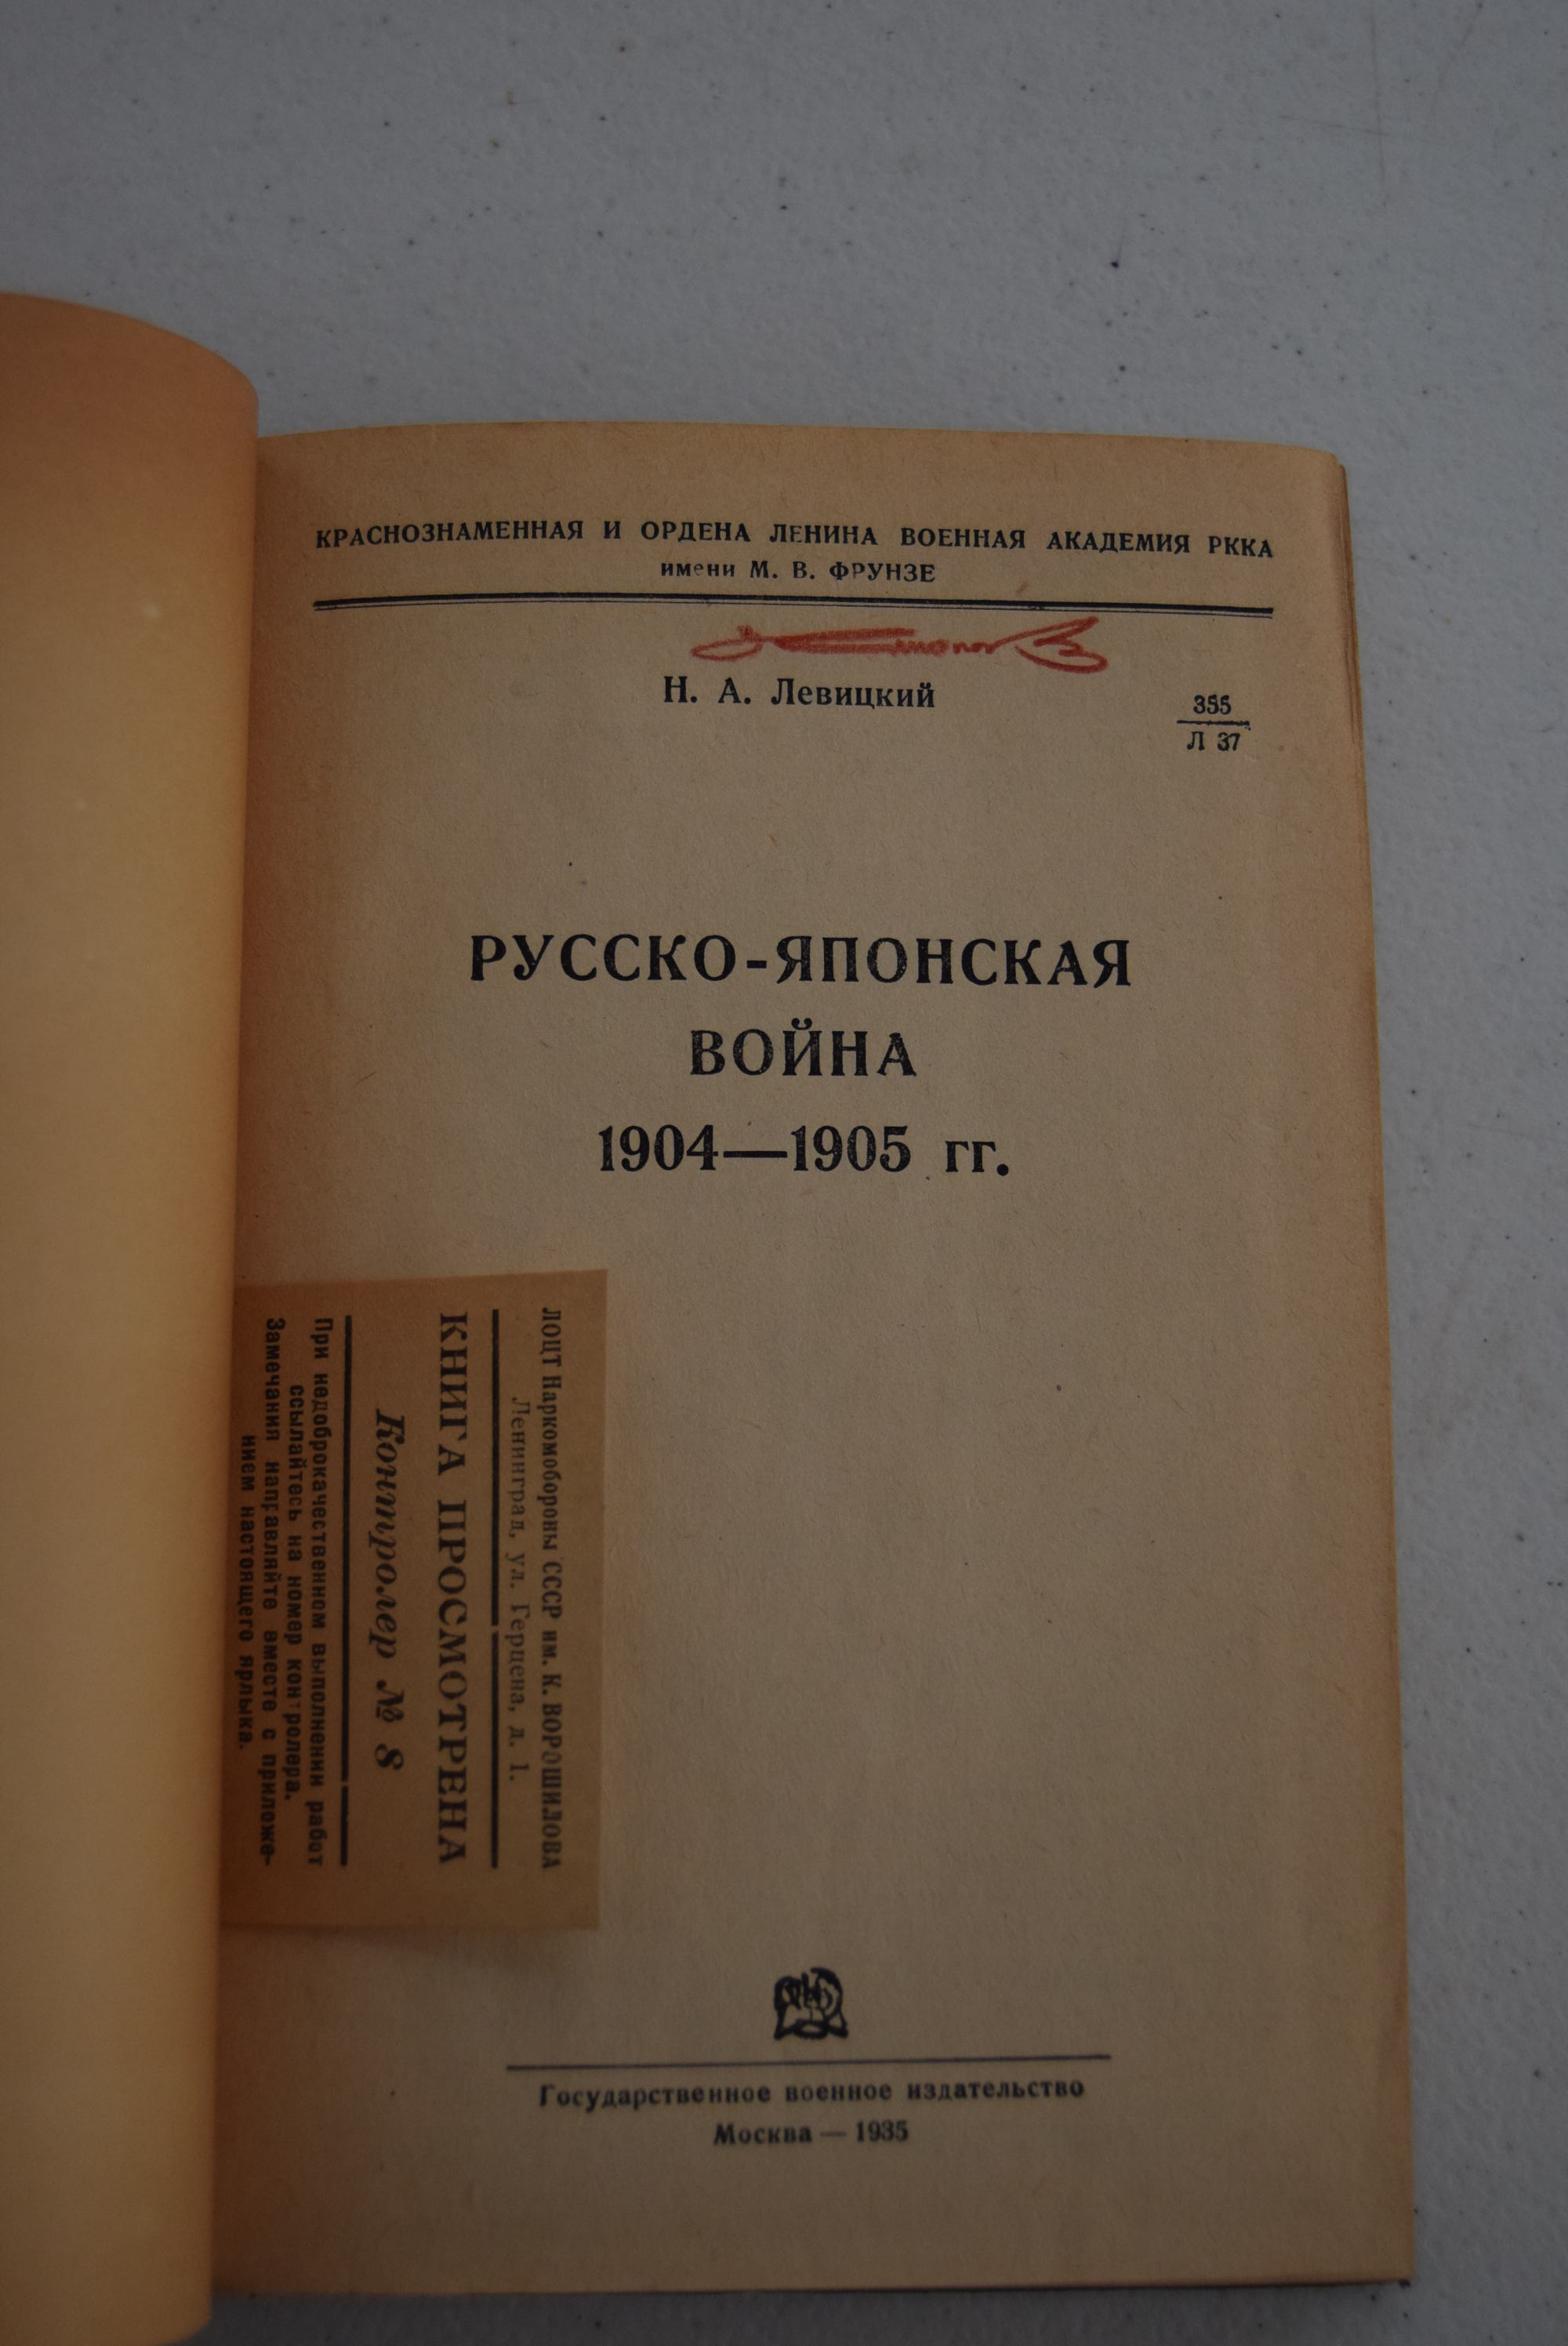 КРАСНОЗНАМЕННАЯ И ОРДЕНА ЛЕНИНА ВОЕННАЯ АКАДЕМИЯ РККА
имени М. В. ФРУНЗЕ
Н. А. Левицкий
355
Л 37
РУССКО-ЯПОНСКАЯ
ВОЙНА
1904—1905 гг.
ЛОЦТ Наркомобороны СССР им. К. ВОРОШИЛОВА
Ленинград, ул. Герцена, д. 1.
КНИГА ПРОСМОТРЕНА
Контролер № 8
При недоброкачественном выполнении работ
ссылайтесь на номер контролера.
Замечания направляйте вместе с приложе-
нием настоящего ярлыка.
Государственное военное издательство
Москва — 1935